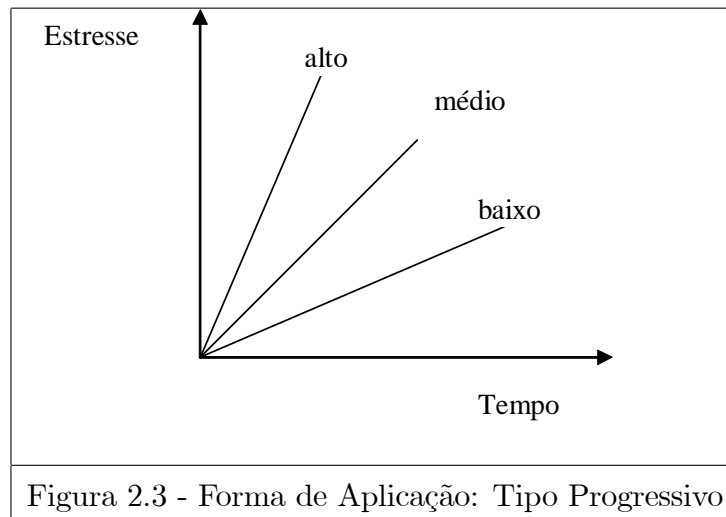 Estresse
alto
médio
baixo
Tempo
Figura 2.3 - Forma de Aplicação: Tipo Progressivo